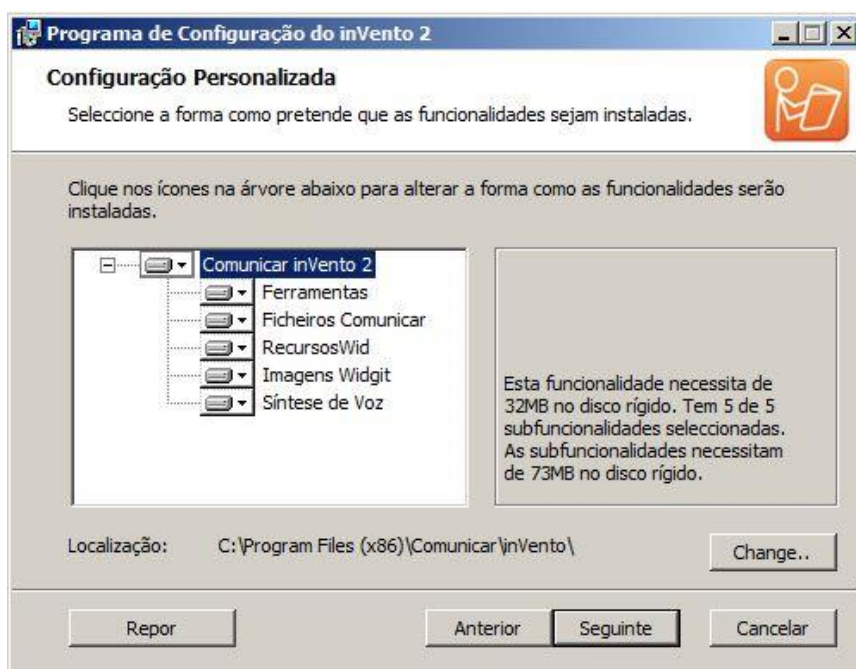 Programa de Configuração do inVento 2
Configuração Personalizada
Seleccione a forma como pretende que as funcionalidades sejam instaladas.
Clique nos ícones na árvore abaixo para alterar a forma como as funcionalidades serão
instaladas.
Comunicar inVento 2
Ferramentas
Ficheiros Comunicar
RecursosWid
Imagens Widgit
Síntese de Voz
Esta funcionalidade necessita de
32MB no disco rígido. Tem 5 de 5
subfuncionalidades seleccionadas.
As subfuncionalidades necessitam
de 73MB no disco rígido.
Localização: C:\Program Files (x86)\Comunicar\inVento\
Change..
Repor Anterior Seguinte Cancelar